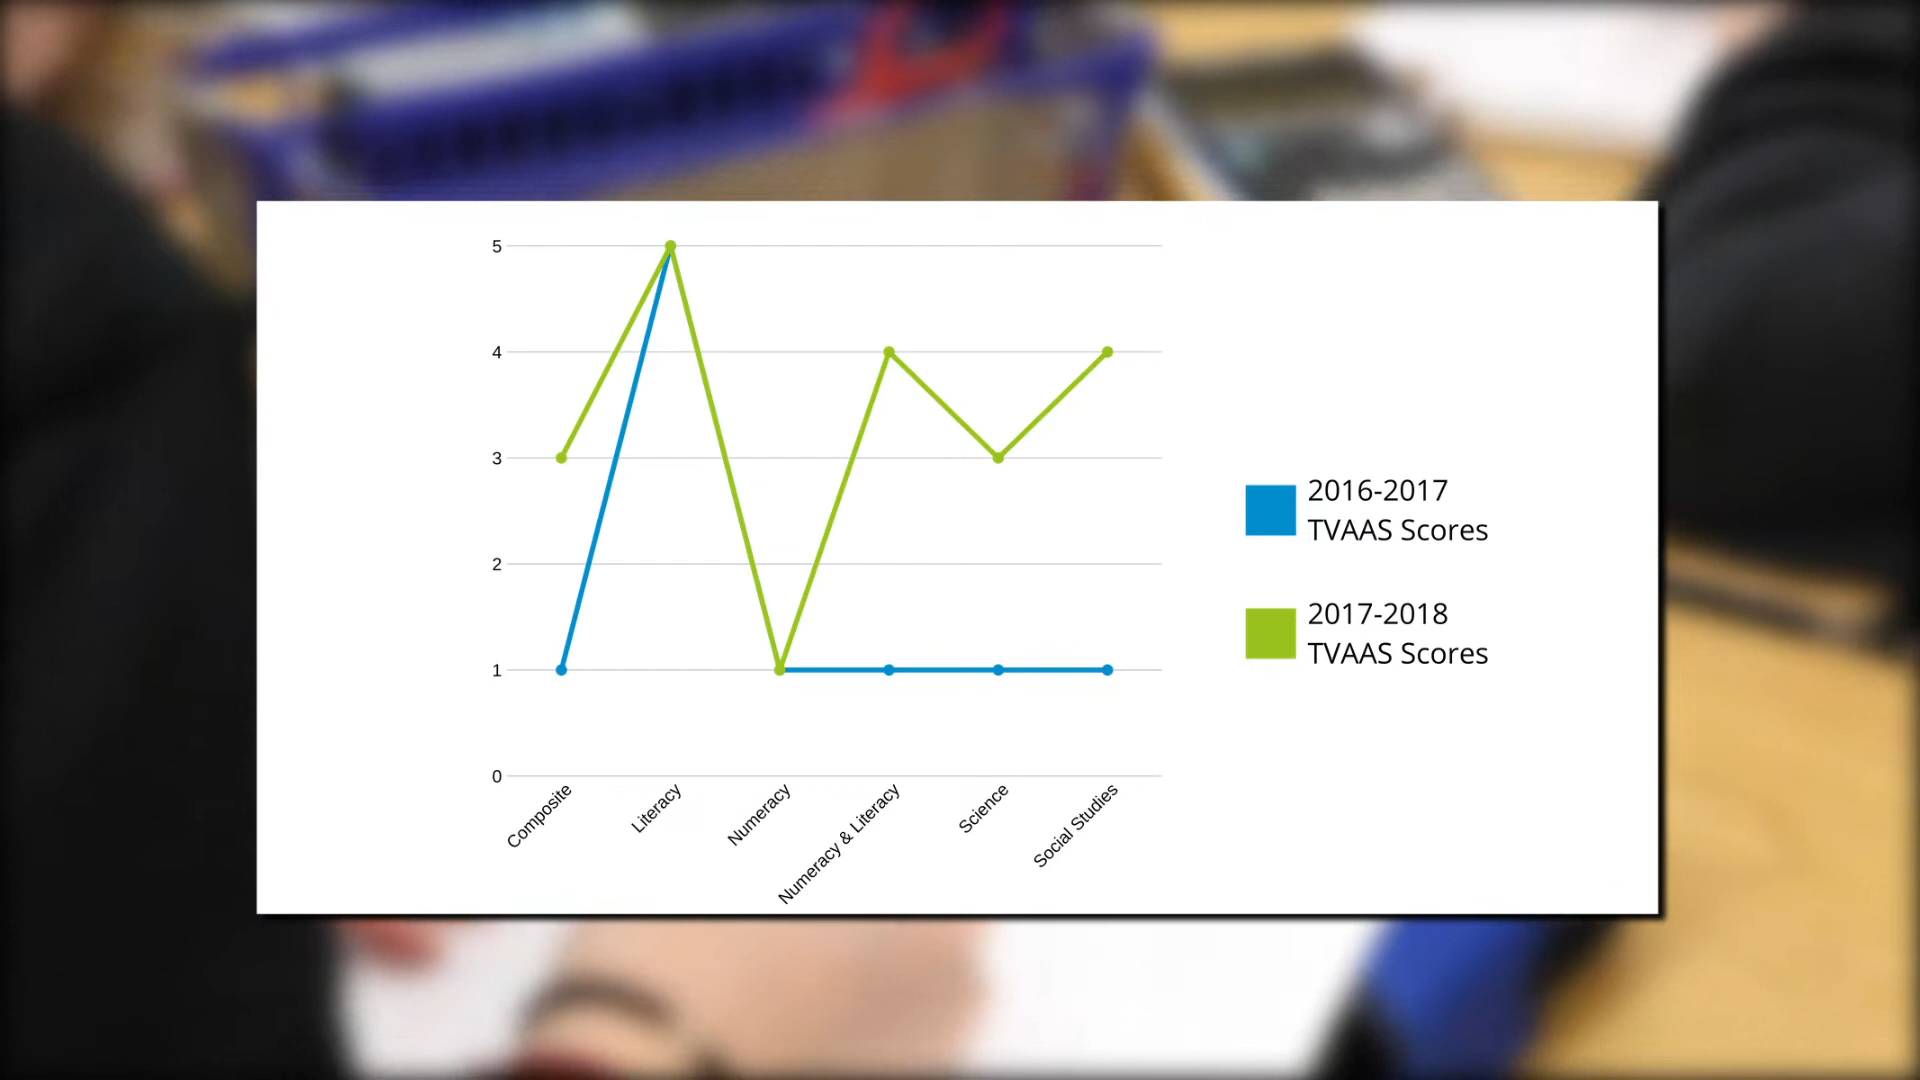 5
4
3
2
1
0
Composite
Literacy
Numeracy
Numeracy & Literacy
Science
Social Studies
2016-2017
TVAAS Scores
2017-2018
TVAAS Scores